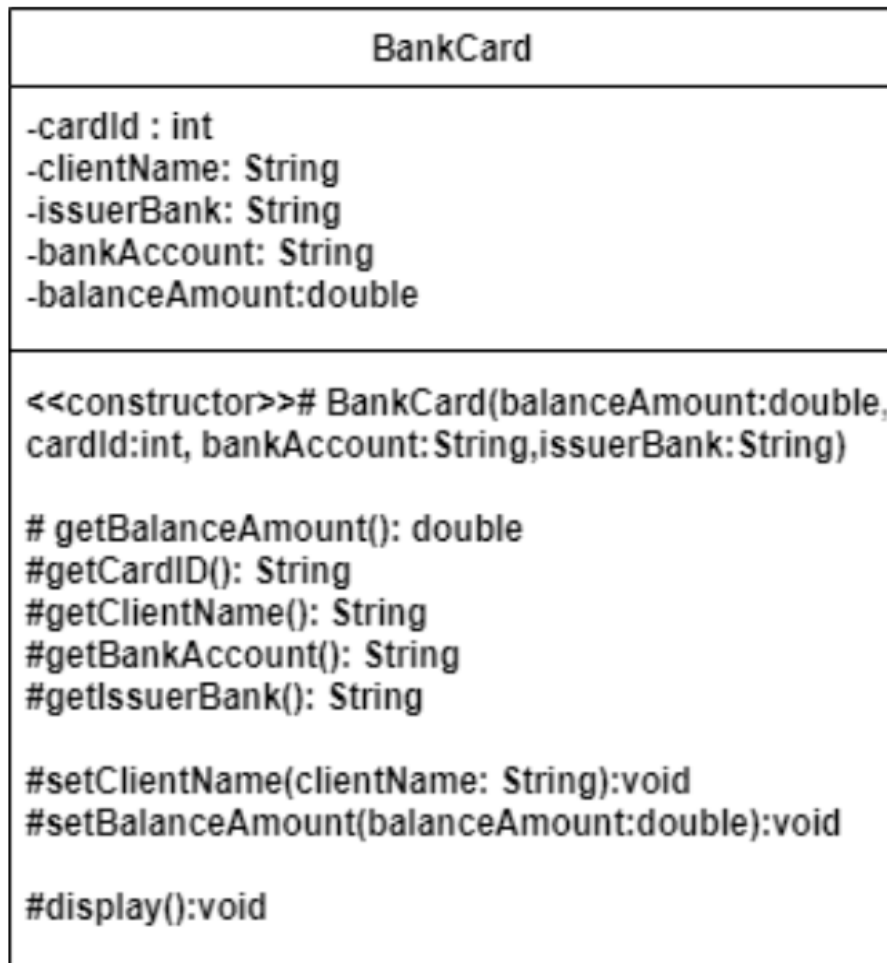 BankCard
-cardId : int
-clientName: String
-issuerBank: String
-bankAccount: String
-balanceAmount:double
<<constructor>># BankCard(balanceAmount:double,
cardId:int, bankAccount:String,issuerBank:String)
# getBalanceAmount(): double
#getCardID(): String
#getClientName(): String
#getBankAccount(): String
#getIssuerBank(): String
#setClientName(clientName: String):void
#setBalanceAmount(balanceAmount:double):void
#display():void